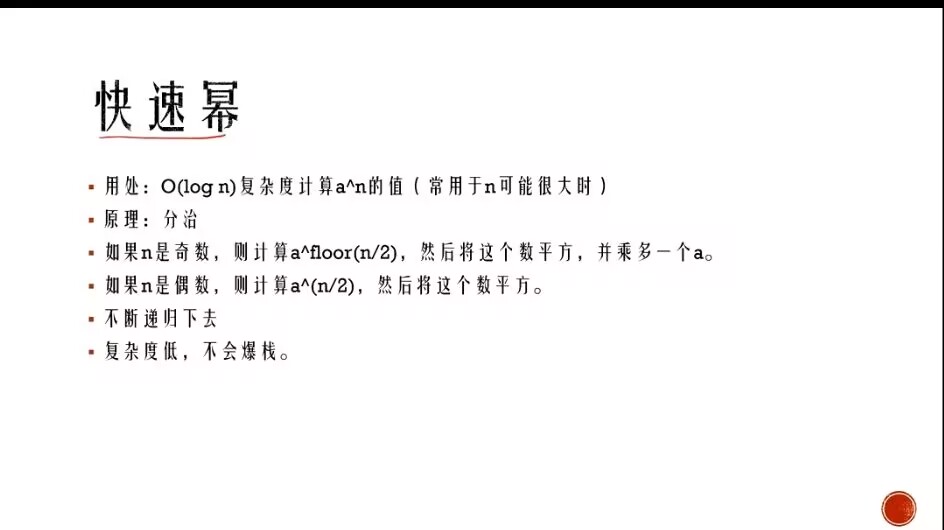 快速幂
▪ 用处：O(log n)复杂度计算a^n的值（常用于n可能很大时）
▪ 原理：分治
▪ 如果n是奇数，则计算a^floor(n/2)，然后将这个数平方，并乘多一个a。
▪ 如果n是偶数，则计算a^(n/2)，然后将这个数平方。
▪ 不断递归下去
▪ 复杂度低，不会爆栈。